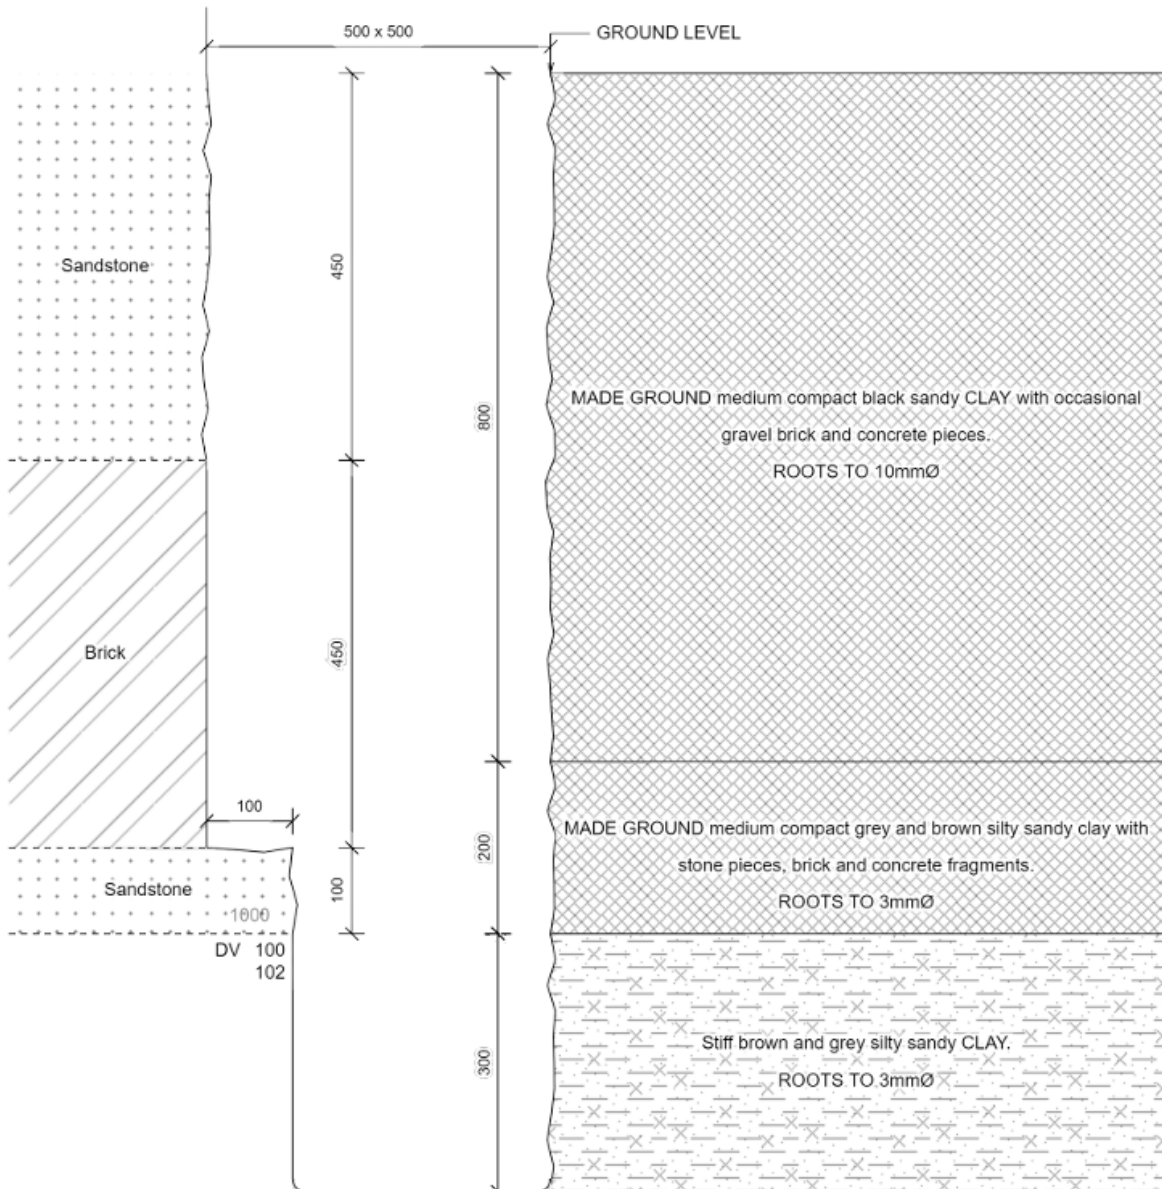 500 x 500
GROUND LEVEL
Sandstone
450
800
MADE GROUND medium compact black sandy CLAY with occasional
gravel brick and concrete pieces.
ROOTS TO 10mmØ
Brick
450
100
MADE GROUND medium compact grey and brown silty sandy clay with
stone pieces, brick and concrete fragments.
ROOTS TO 3mmØ
200
Sandstone
100
1000
DV 100
102
Stiff brown and grey silty sandy CLAY.
ROOTS TO 3mmØ
300